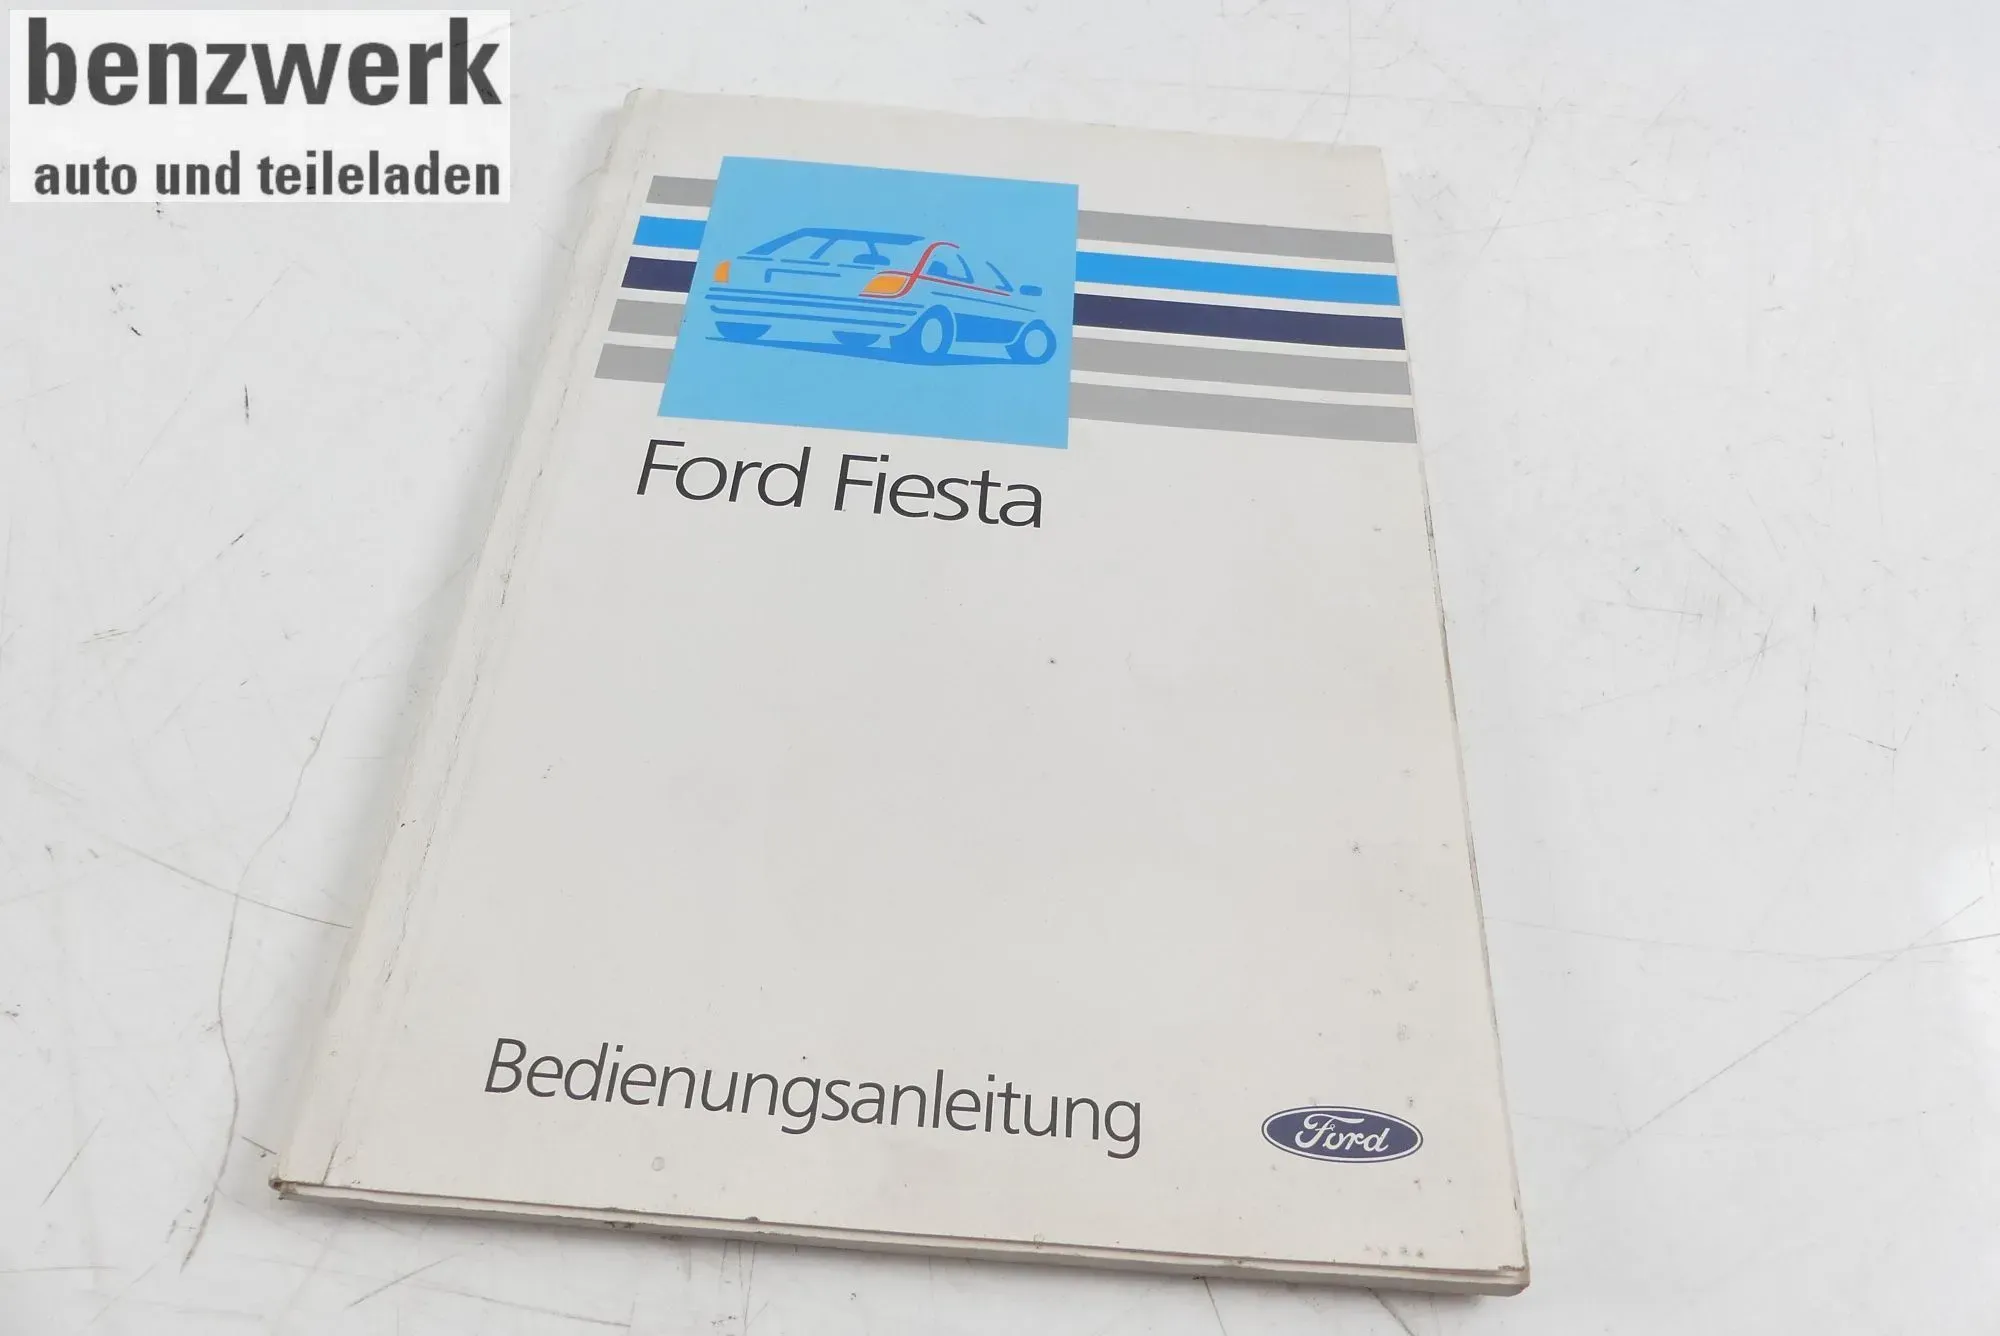 benzwerk
auto und teileladen
Ford Fiesta
Bedienungsanleitung
Ford